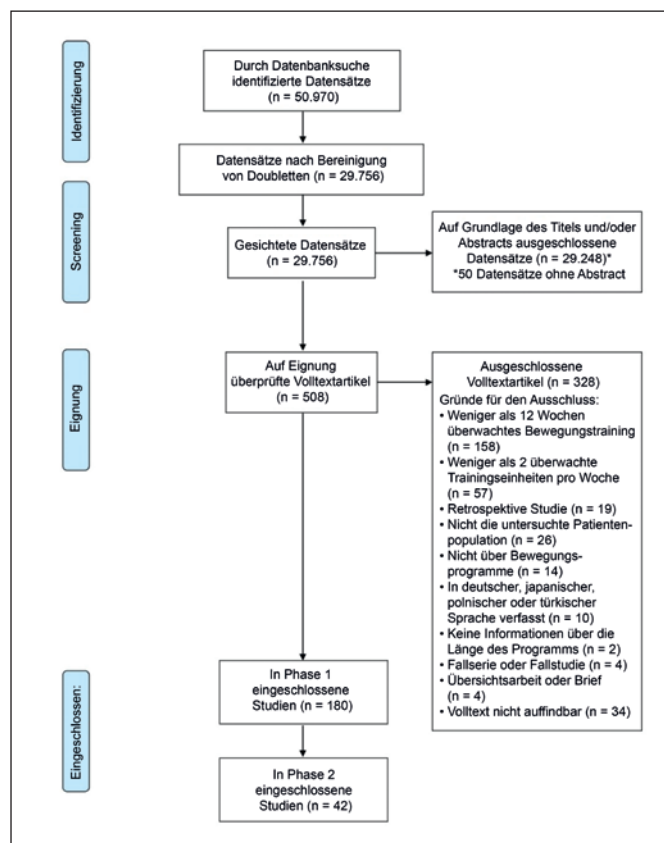 Identifizierung
Durch Datenbanksuche
identifizierte Datensätze
(n = 50.970)
Datensätze nach Bereinigung
von Doubletten (n = 29.756)
Screening
Gesichtete Datensätze
(n = 29.756)
Auf Grundlage des Titels und/oder
Abstracts ausgeschlossene
Datensätze (n = 29.248)*
*50 Datensätze ohne Abstract
Eignung
Auf Eignung
überprüfte Volltextartikel
(n = 508)
Ausgeschlossene
Volltextartikel (n = 328)
Gründe für den Ausschluss:
• Weniger als 12 Wochen
überwachtes Bewegungstraining
(n = 158)
• Weniger als 2 überwachte
Trainingseinheiten pro Woche
(n = 57)
• Retrospektive Studie (n = 19)
• Nicht die untersuchte Patienten-
population (n = 26)
• Nicht über Bewegungs-
programme (n = 14)
• In deutscher, japanischer,
polnischer oder türkischer
Sprache verfasst (n = 10)
• Keine Informationen über die
Länge des Programms (n = 2)
• Fallserie oder Fallstudie (n = 4)
• Übersichtsarbeit oder Brief
(n = 4)
• Volltext nicht auffindbar (n = 34)
Eingeschlossen:
In Phase 1
eingeschlossene
Studien (n = 180)
In Phase 2
eingeschlossene
Studien (n = 42)